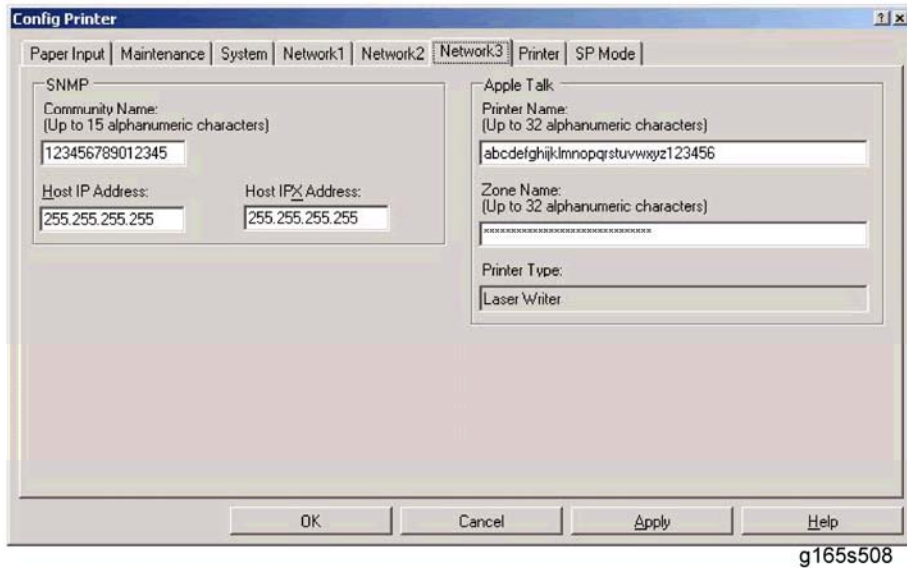 Config Printer
Paper Input Maintenance System Network1 Network2 Network3 Printer SP Mode
SNMP
Community Name:
(Up to 15 alphanumeric characters)
123456789012345
Host IP Address:
255.255.255.255
Host IPX Address:
255.255.255.255
Apple Talk
Printer Name:
(Up to 32 alphanumeric characters)
abcdefghijklmnopqrstuvwxyz123456
Zone Name:
(Up to 32 alphanumeric characters)
Printer Type:
Laser Writer
OK Cancel Apply Help
g165s508